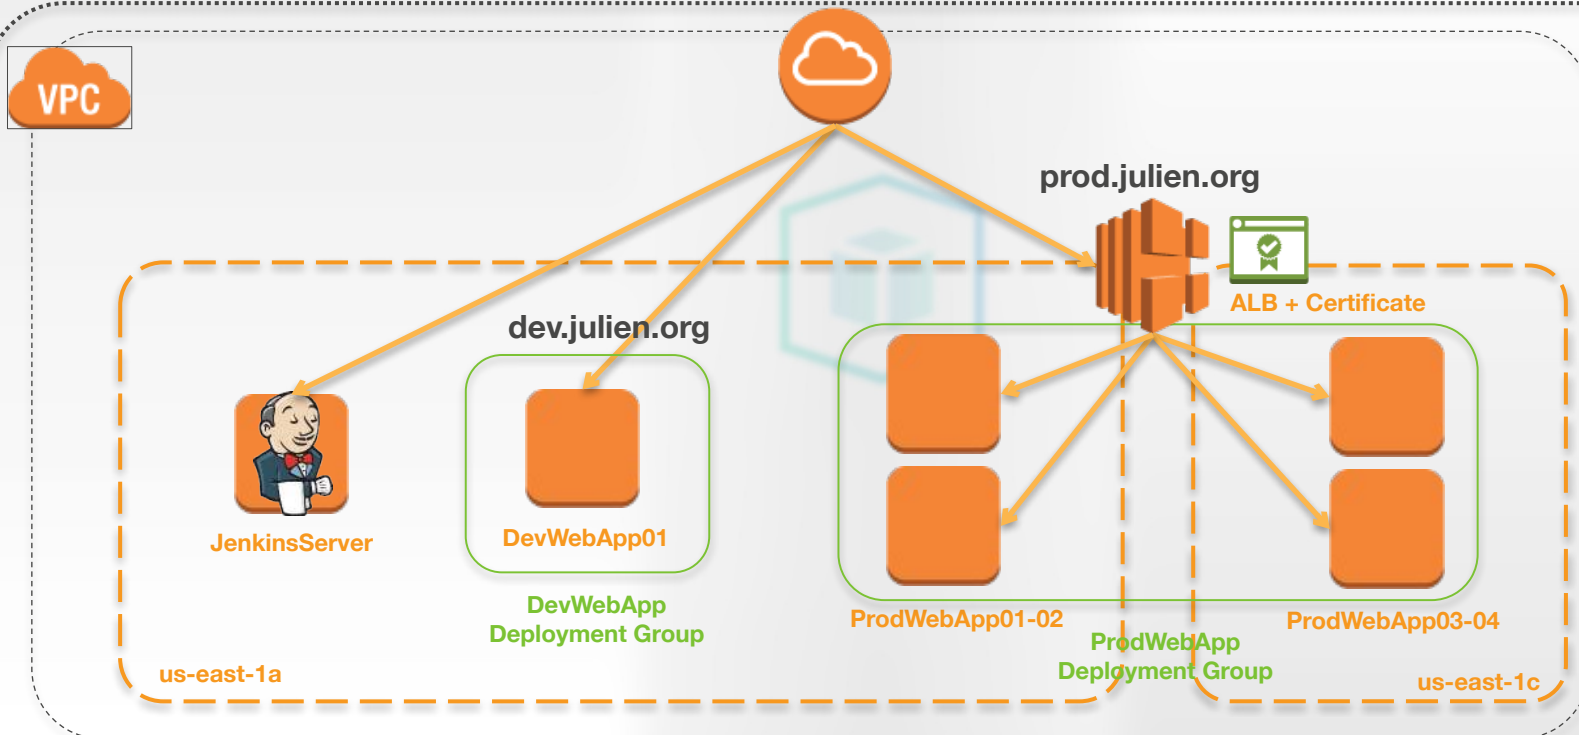 VPC
prod.julien.org
ALB + Certificate
dev.julien.org
JenkinsServer
DevWebApp01
DevWebApp
Deployment Group
ProdWebApp01-02
ProdWebApp03-04
ProdWebApp
Deployment Group
us-east-1a
us-east-1c